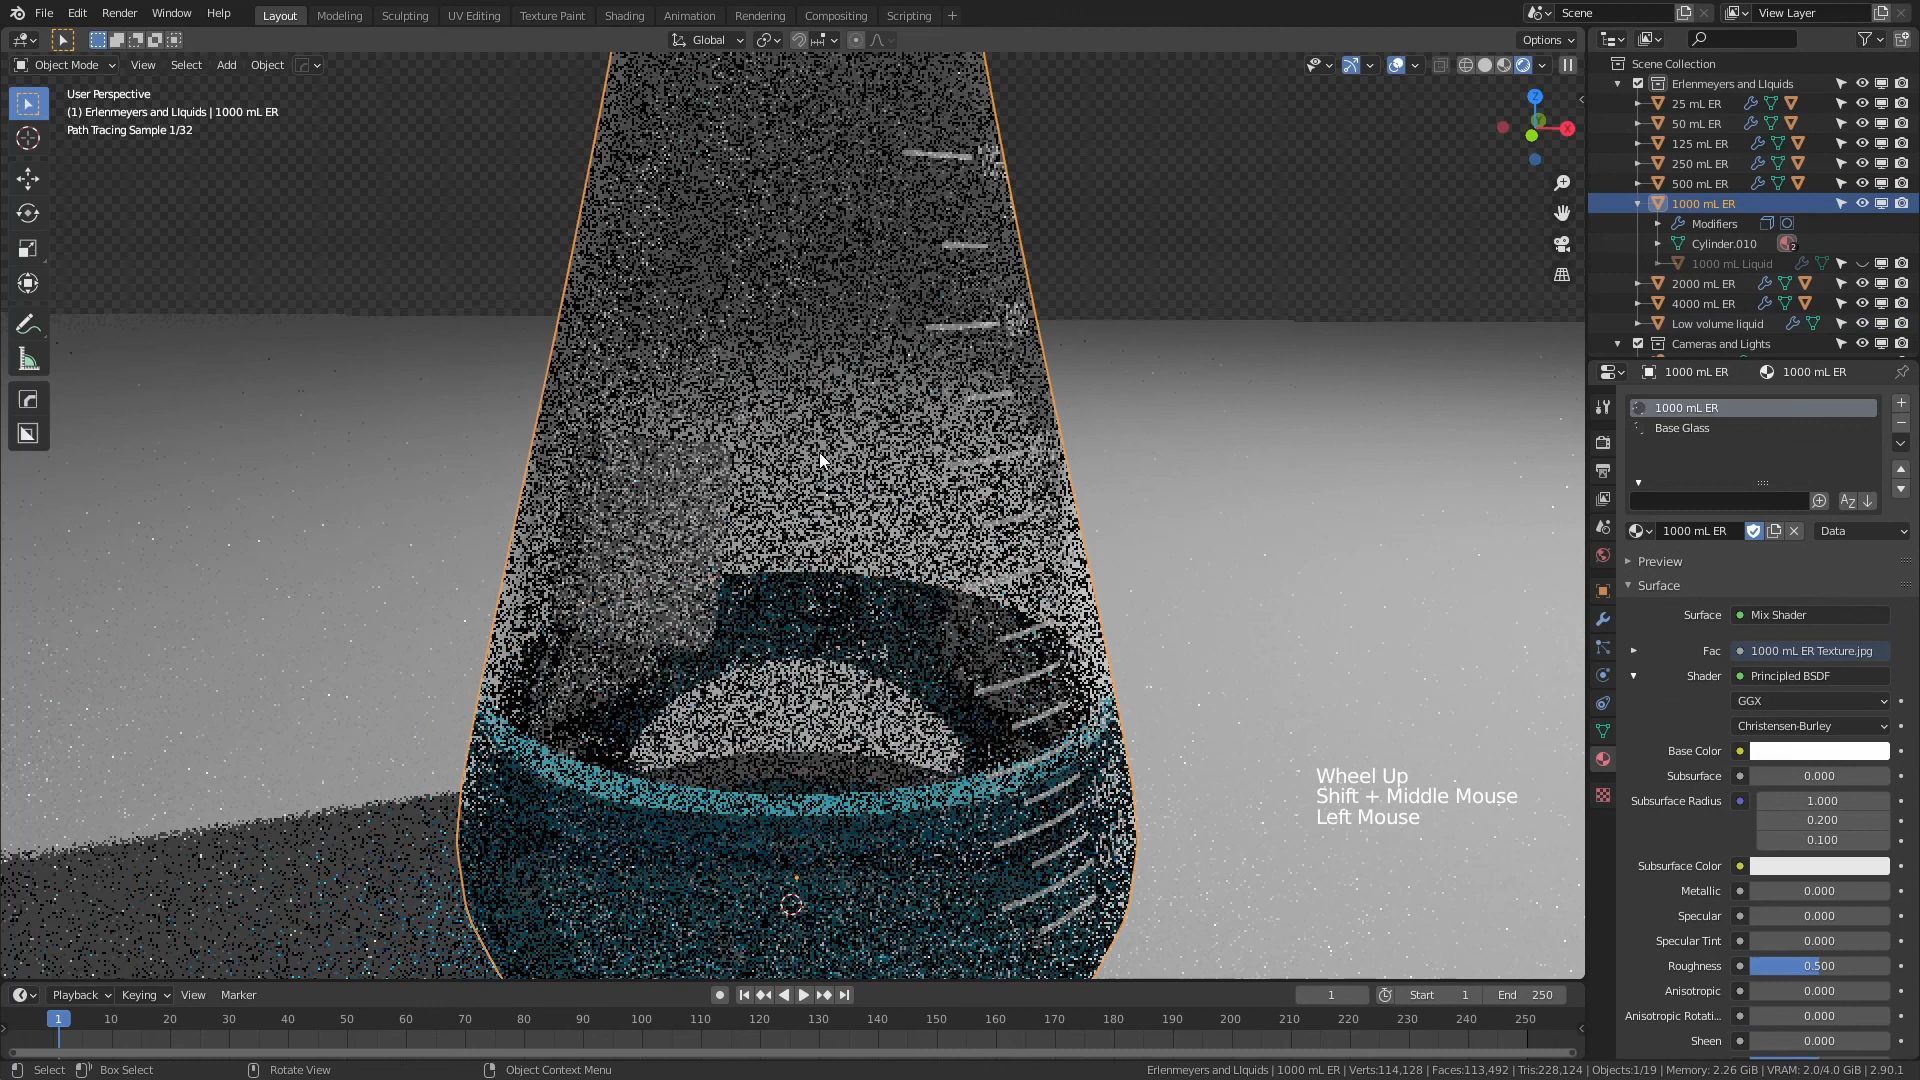 File Edit Render Window Help Layout Modeling Sculpting UV Editing Texture Paint Shading Animation Rendering Compositing Scripting + Scene View Layer
Global Options
Object Mode View Select Add Object
User Perspective
(1) Erlenmeyers and LIquids | 1000 mL ER
Path Tracing Sample 1/32
Z
X
Wheel Up
Shift + Middle Mouse
Left Mouse
Scene Collection
Erlenmeyers and LIquids
25 mL ER
50 mL ER
125 mL ER
250 mL ER
500 mL ER
1000 mL ER
Modifiers
Cylinder.010 2
1000 mL Liquid
2000 mL ER
4000 mL ER
Low volume liquid
Cameras and Lights
1000 mL ER 1000 mL ER
1000 mL ER
Base Glass
1000 mL ER Data
Preview
Surface
Surface Mix Shader
Fac 1000 mL ER Texture.jpg
Shader Principled BSDF
GGX
Christensen-Burley
Base Color
Subsurface 0.000
Subsurface Radius 1.000
0.200
0.100
Subsurface Color
Metallic 0.000
Specular 0.000
Specular Tint 0.000
Roughness 0.500
Anisotropic 0.000
Anisotropic Rotati... 0.000
Sheen 0.000
Playback Keying View Marker 1 Start 1 End 250
1 10 20 30 40 50 60 70 80 90 100 110 120 130 140 150 160 170 180 190 200 210 220 230 240 250
Select Box Select Rotate View Object Context Menu Erlenmeyers and LIquids | 1000 mL ER | Verts:114,128 | Faces:113,492 | Tris:228,124 | Objects:1/19 | Memory: 2.26 GiB | VRAM: 2.0/4.0 GiB | 2.90.1